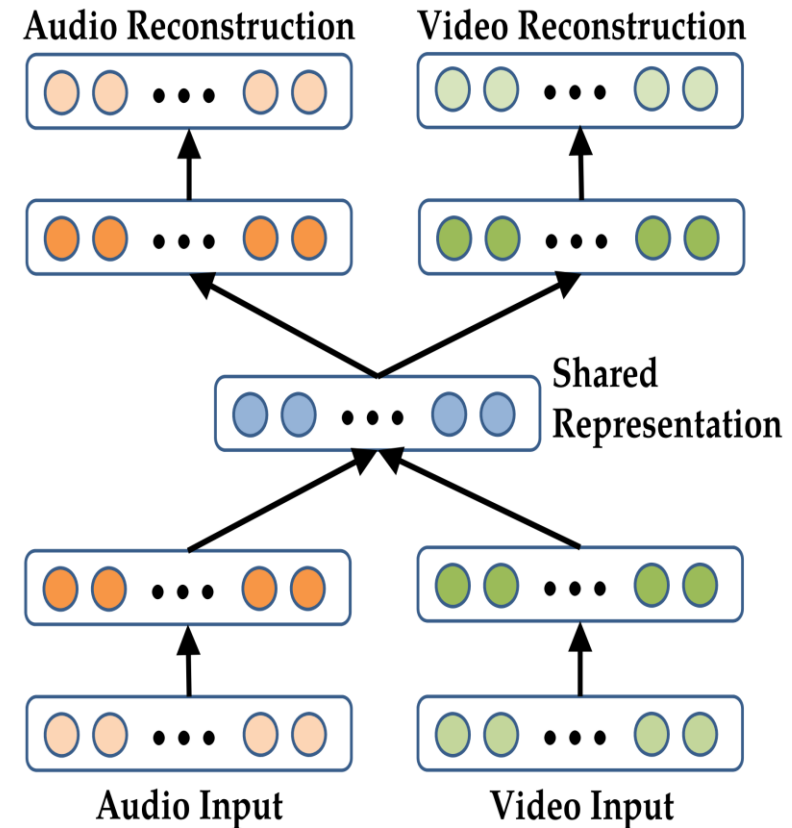 Audio Reconstruction
Video Reconstruction
Shared
Representation
Audio Input
Video Input